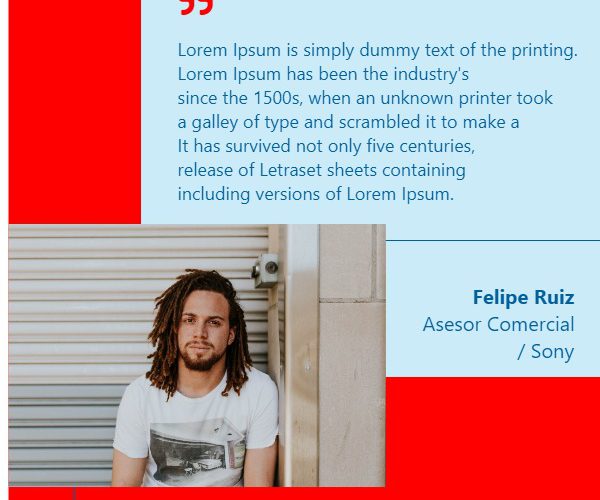 ”
Lorem Ipsum is simply dummy text of the printing.
Lorem Ipsum has been the industry's
since the 1500s, when an unknown printer took
a galley of type and scrambled it to make a
It has survived not only five centuries,
release of Letraset sheets containing
including versions of Lorem Ipsum.
Felipe Ruiz
Asesor Comercial
/ Sony